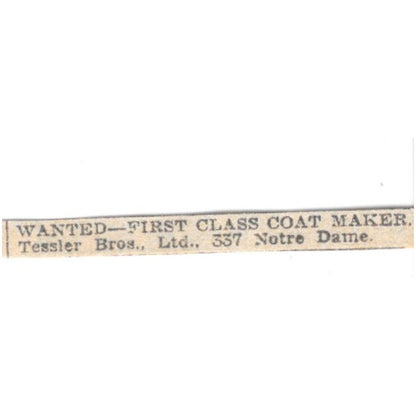 WANTED—FIRST CLASS COAT MAKER,
Tessler Bros., Ltd., 337 Notre Dame.